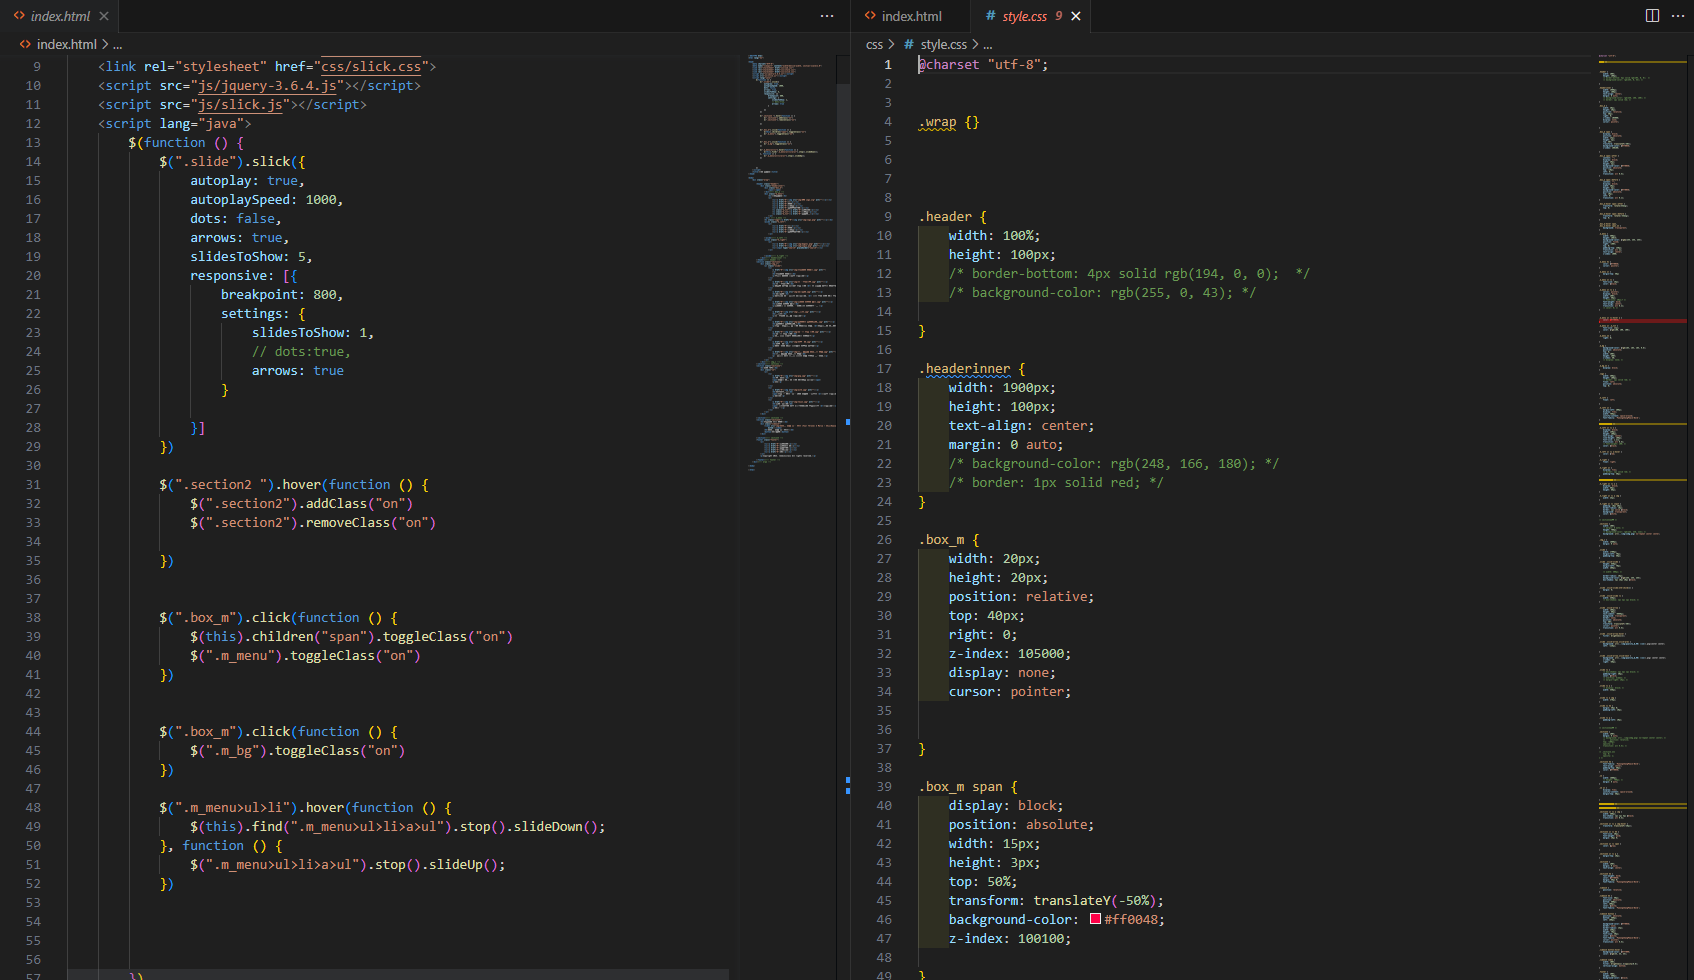 index.html
index.html > ...
9 <link rel="stylesheet" href="css/slick.css">
10 <script src="js/jquery-3.6.4.js"></script>
11 <script src="js/slick.js"></script>
12 <script lang="java">
13 $(function () {
14 $(".slide").slick({
15 autoplay: true,
16 autoplaySpeed: 1000,
17 dots: false,
18 arrows: true,
19 slidesToShow: 5,
20 responsive: [{
21 breakpoint: 800,
22 settings: {
23 slidesToShow: 1,
24 // dots:true,
25 arrows: true
26 }
27
28 }]
29 })
30
31 $(".section2 ").hover(function () {
32 $(".section2").addClass("on")
33 $(".section2").removeClass("on")
34
35 })
36
37
38 $(".box_m").click(function () {
39 $(this).children("span").toggleClass("on")
40 $(".m_menu").toggleClass("on")
41 })
42
43
44 $(".box_m").click(function () {
45 $(".m_bg").toggleClass("on")
46 })
47
48 $(".m_menu>ul>li").hover(function () {
49 $(this).find(".m_menu>ul>li>a>ul").stop().slideDown();
50 }, function () {
51 $(".m_menu>ul>li>a>ul").stop().slideUp();
52 })
53
54
55
56
57 })
index.html
# style.css 9
css > # style.css > ...
1 @charset "utf-8";
2
3
4 .wrap {}
5
6
7
8
9 .header {
10 width: 100%;
11 height: 100px;
12 /* border-bottom: 4px solid rgb(194, 0, 0);  */
13 /* background-color: rgb(255, 0, 43); */
14
15 }
16
17 .headerinner {
18 width: 1900px;
19 height: 100px;
20 text-align: center;
21 margin: 0 auto;
22 /* background-color: rgb(248, 166, 180); */
23 /* border: 1px solid red; */
24 }
25
26 .box_m {
27 width: 20px;
28 height: 20px;
29 position: relative;
30 top: 40px;
31 right: 0;
32 z-index: 105000;
33 display: none;
34 cursor: pointer;
35
36
37 }
38
39 .box_m span {
40 display: block;
41 position: absolute;
42 width: 15px;
43 height: 3px;
44 top: 50%;
45 transform: translateY(-50%);
46 background-color: #ff0048;
47 z-index: 100100;
48
49 }